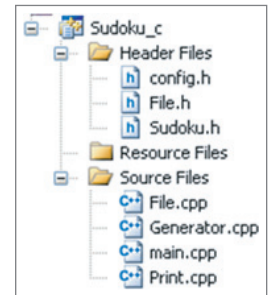 Sudoku_c
Header Files
config.h
File.h
Sudoku.h
Resource Files
Source Files
File.cpp
Generator.cpp
main.cpp
Print.cpp